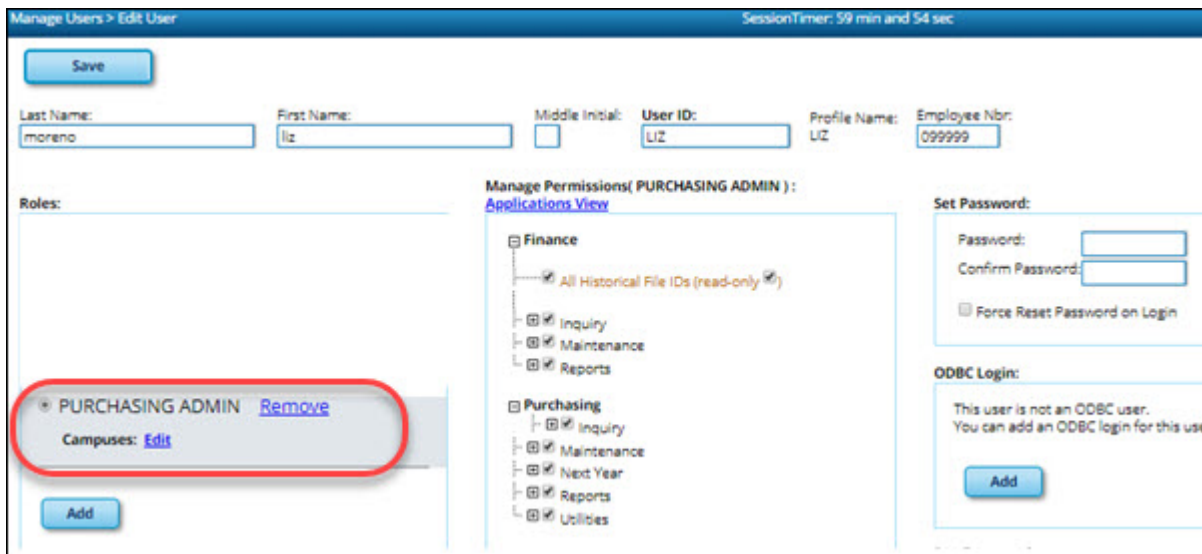 Manage Users > Edit User SessionTimer: 59 min and 54 sec
Save
Last Name: First Name: Middle Initial: User ID: Profile Name: Employee Nbr:
moreno liz LIZ LIZ 099999
Roles:
PURCHASING ADMIN Remove
Campuses: Edit
Add
Manage Permissions( PURCHASING ADMIN ) :
Applications View
Finance
All Historical File IDs (read-only )
Inquiry
Maintenance
Reports
Purchasing
Inquiry
Maintenance
Next Year
Reports
Utilities
Set Password:
Password:
Confirm Password:
Force Reset Password on Login
ODBC Login:
This user is not an ODBC user.
You can add an ODBC login for this use
Add